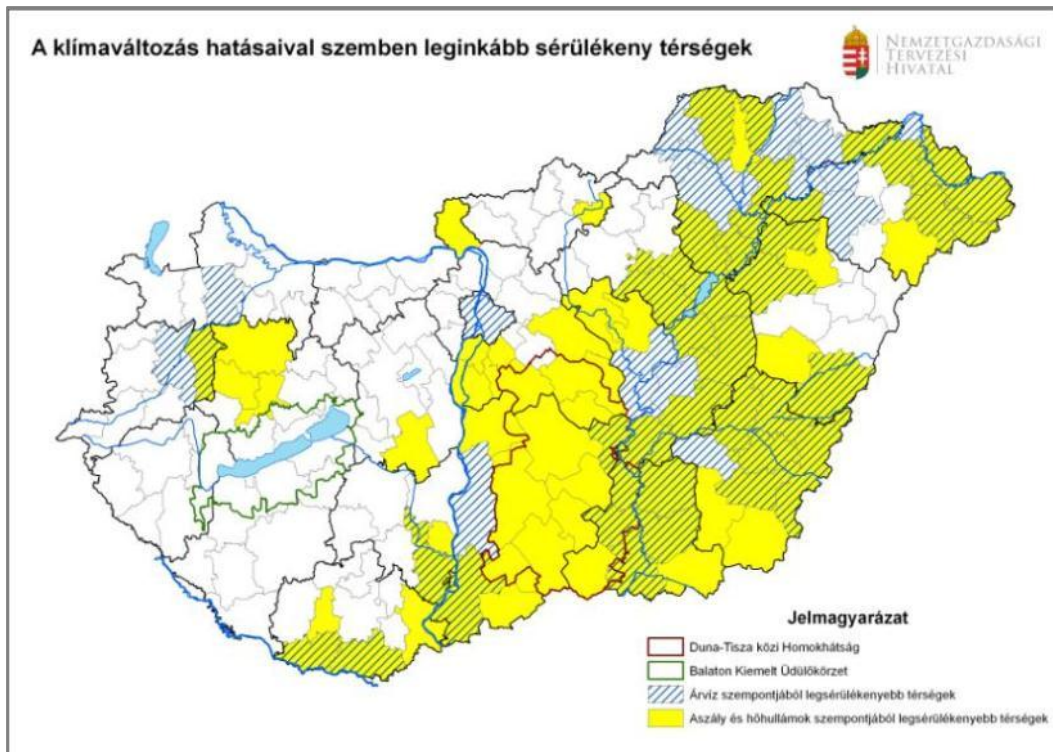 A klímaváltozás hatásaival szemben leginkább sérülékeny térségek
NEMZETGAZDASÁGI
TERVEZÉSI
HIVATAL
Jelmagyarázat
Duna-Tisza közi Homokhátság
Balaton Kiemelt Üdülőkörzet
Árvíz szempontjából legsérülékenyebb térségek
Aszály és hőhullámok szempontjából legsérülékenyebb térségek